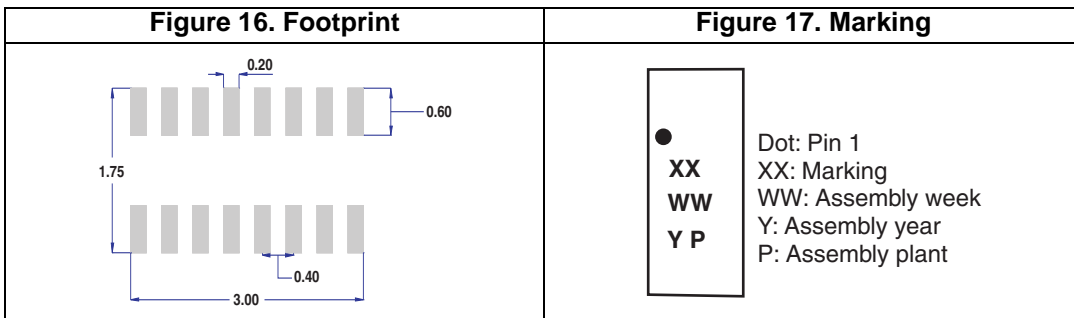 Figure 16. Footprint
Figure 17. Marking
0.20
0.60
1.75
0.40
3.00
XX
WW
Y P
Dot: Pin 1
XX: Marking
WW: Assembly week
Y: Assembly year
P: Assembly plant